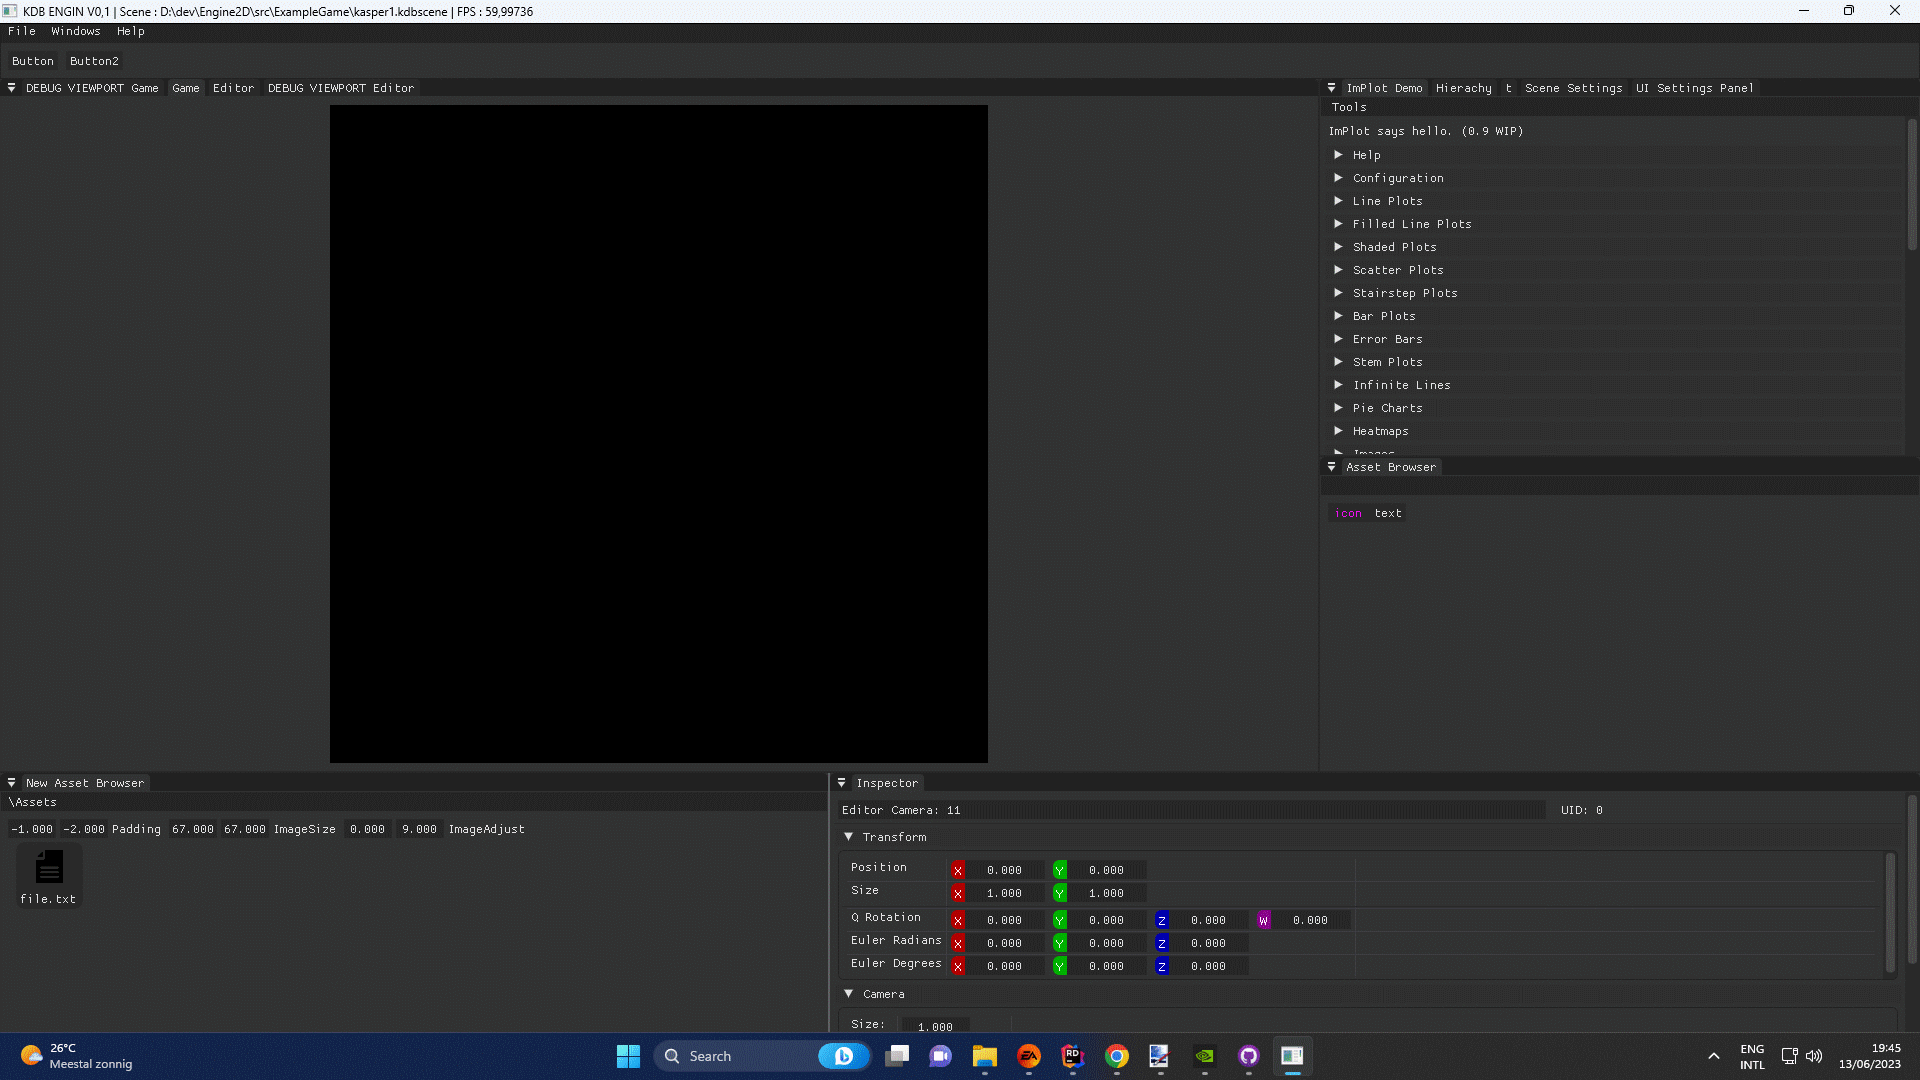 KDB ENGIN V0,1 | Scene : D:\dev\Engine2D\src\ExampleGame\kasper1.kdbscene | FPS : 59,99736
File Windows Help
Button Button2
DEBUG VIEWPORT Game Game Editor DEBUG VIEWPORT Editor
ImPlot Demo Hierachy t Scene Settings UI Settings Panel
Tools
ImPlot says hello. (0.9 WIP)
Help
Configuration
Line Plots
Filled Line Plots
Shaded Plots
Scatter Plots
Stairstep Plots
Bar Plots
Error Bars
Stem Plots
Infinite Lines
Pie Charts
Heatmaps
Images
Asset Browser
icon text
New Asset Browser
\Assets
-1.000 -2.000 Padding 67.000 67.000 ImageSize 0.000 9.000 ImageAdjust
file.txt
Inspector
Editor Camera: 11 UID: 0
Transform
Position X 0.000 Y 0.000
Size X 1.000 Y 1.000
Q Rotation X 0.000 Y 0.000 Z 0.000 W 0.000
Euler Radians X 0.000 Y 0.000 Z 0.000
Euler Degrees X 0.000 Y 0.000 Z 0.000
Camera
Size: 1.000
26°C
Meestal zonnig
Search
EA
RD
ENG
INTL
19:45
13/06/2023